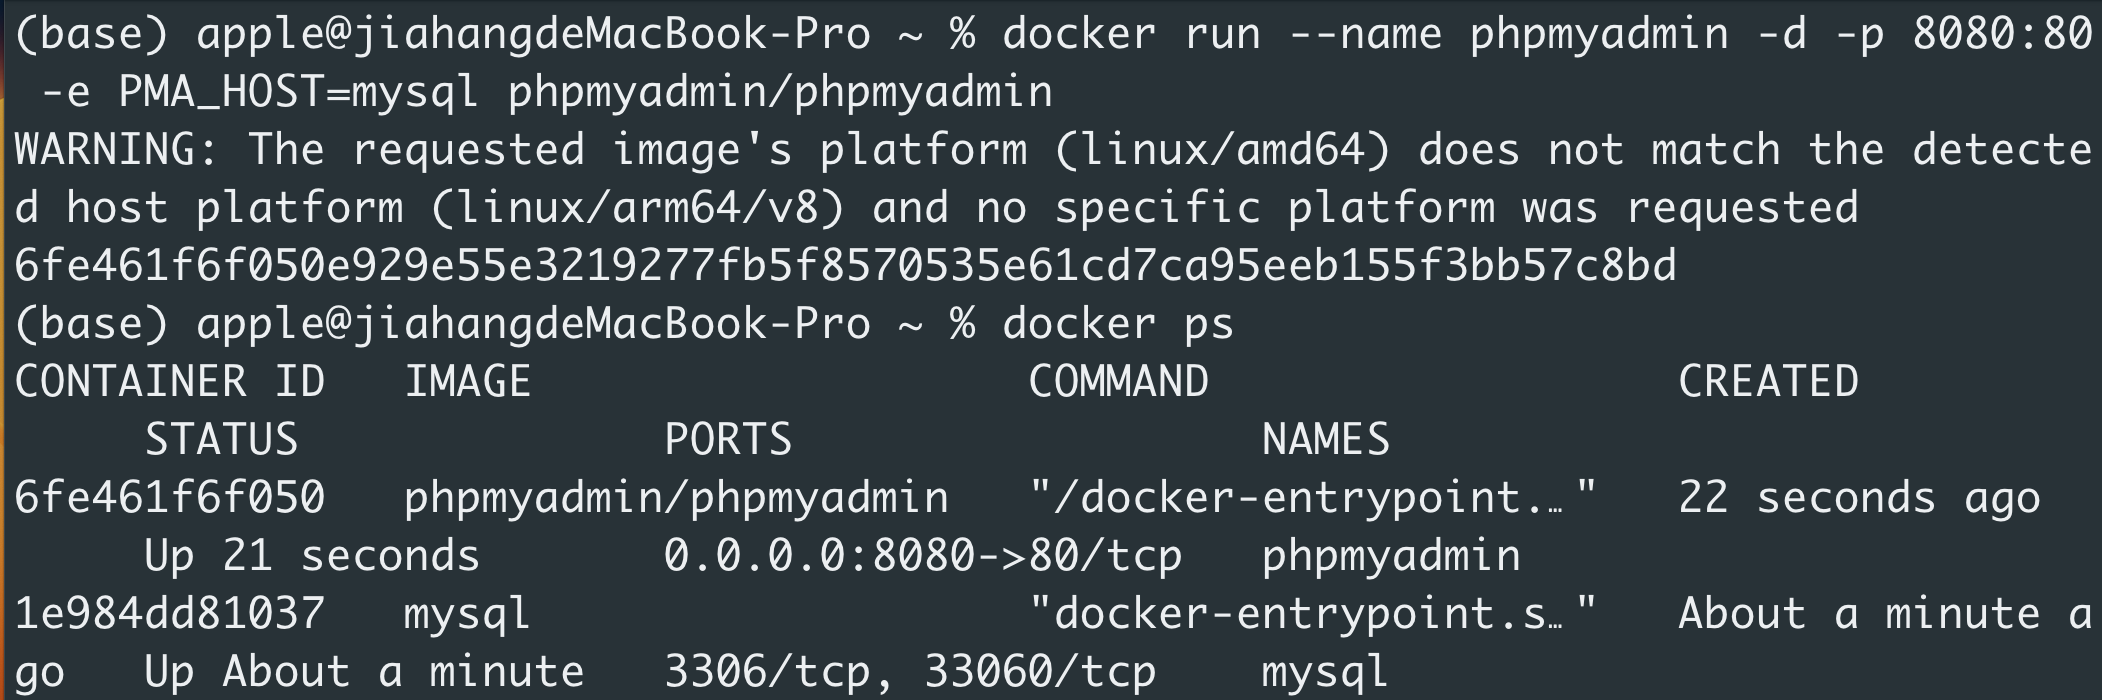 (base) apple@jiahangdeMacBook-Pro ~ % docker run --name phpmyadmin -d -p 8080:80
 -e PMA_HOST=mysql phpmyadmin/phpmyadmin
WARNING: The requested image's platform (linux/amd64) does not match the detecte
d host platform (linux/arm64/v8) and no specific platform was requested
6fe461f6f050e929e55e3219277fb5f8570535e61cd7ca95eeb155f3bb57c8bd
(base) apple@jiahangdeMacBook-Pro ~ % docker ps
CONTAINER ID   IMAGE                   COMMAND                  CREATED
     STATUS              PORTS                  NAMES
6fe461f6f050   phpmyadmin/phpmyadmin   "/docker-entrypoint.…"   22 seconds ago
     Up 21 seconds       0.0.0.0:8080->80/tcp   phpmyadmin
1e984dd81037   mysql                   "docker-entrypoint.s…"   About a minute a
go   Up About a minute   3306/tcp, 33060/tcp    mysql